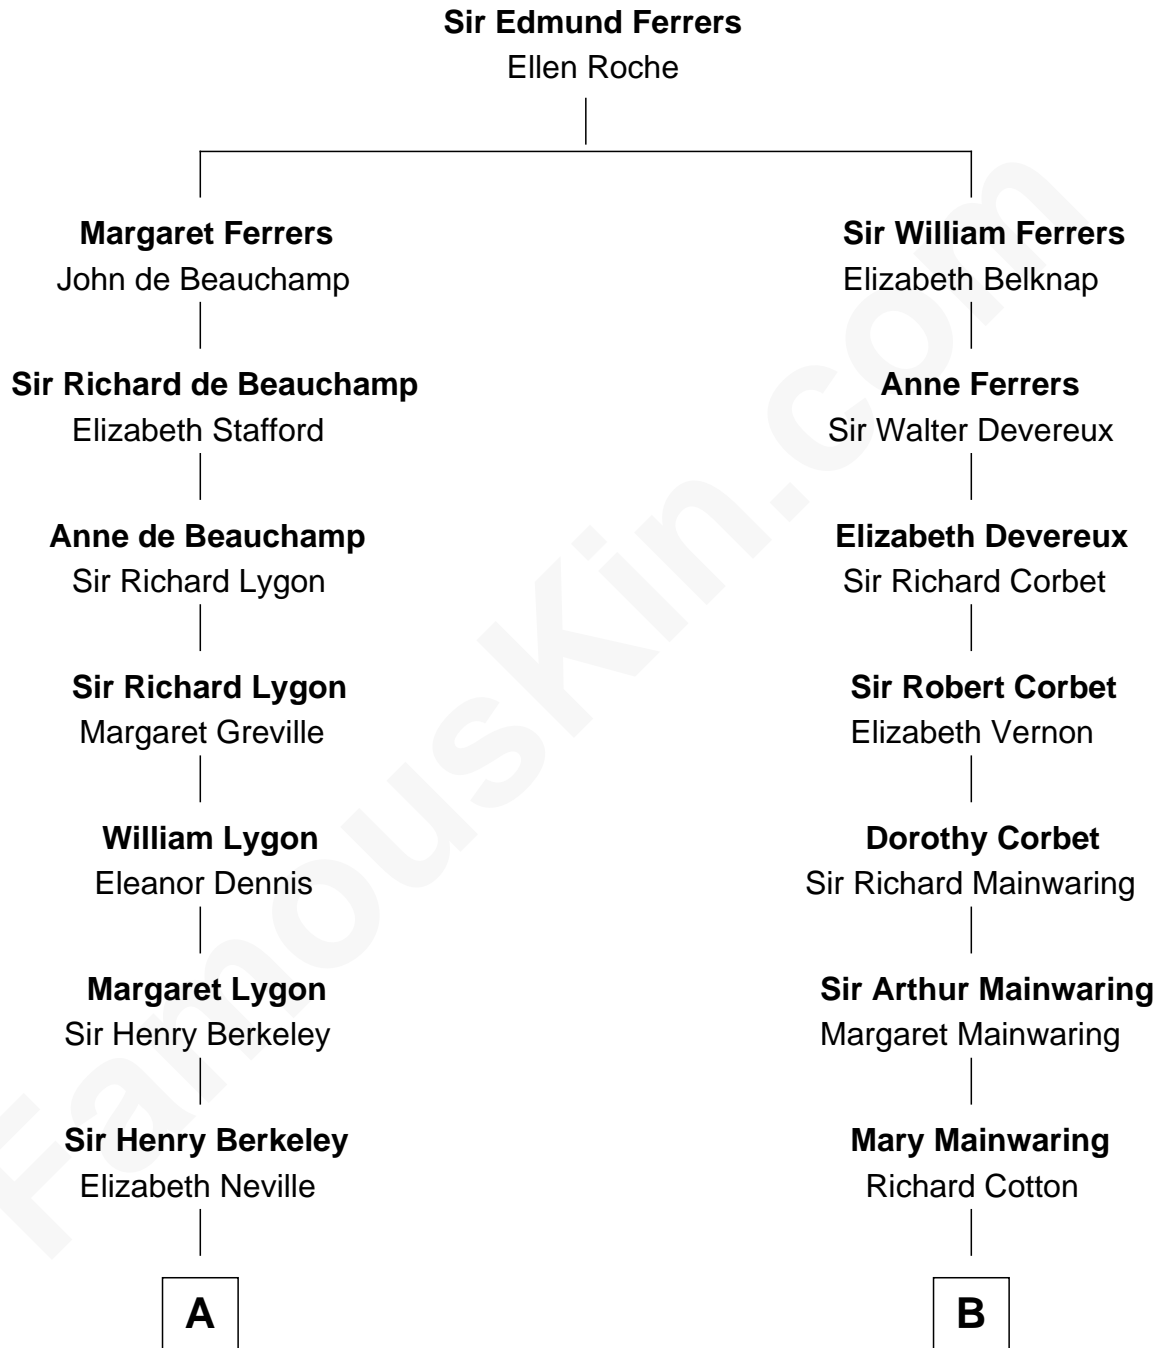 Sir Edmund Ferrers
Ellen Roche
Margaret Ferrers
John de Beauchamp
Sir Richard de Beauchamp
Elizabeth Stafford
Anne de Beauchamp
Sir Richard Lygon
Sir Richard Lygon
Margaret Greville
William Lygon
Eleanor Dennis
Margaret Lygon
Sir Henry Berkeley
Sir Henry Berkeley
Elizabeth Neville
A
Sir William Ferrers
Elizabeth Belknap
Anne Ferrers
Sir Walter Devereux
Elizabeth Devereux
Sir Richard Corbet
Sir Robert Corbet
Elizabeth Vernon
Dorothy Corbet
Sir Richard Mainwaring
Sir Arthur Mainwaring
Margaret Mainwaring
Mary Mainwaring
Richard Cotton
B
FamousKin.com